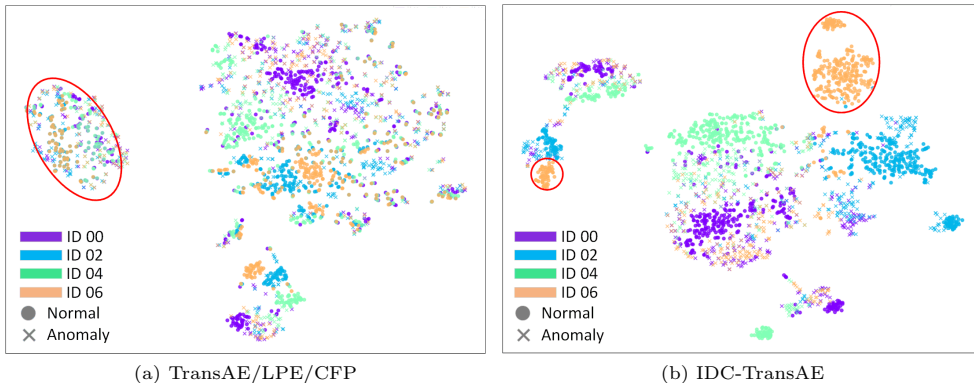 ID 00
ID 02
ID 04
ID 06
Normal
Anomaly
(a) TransAE/LPE/CFP
ID 00
ID 02
ID 04
ID 06
Normal
Anomaly
(b) IDC-TransAE